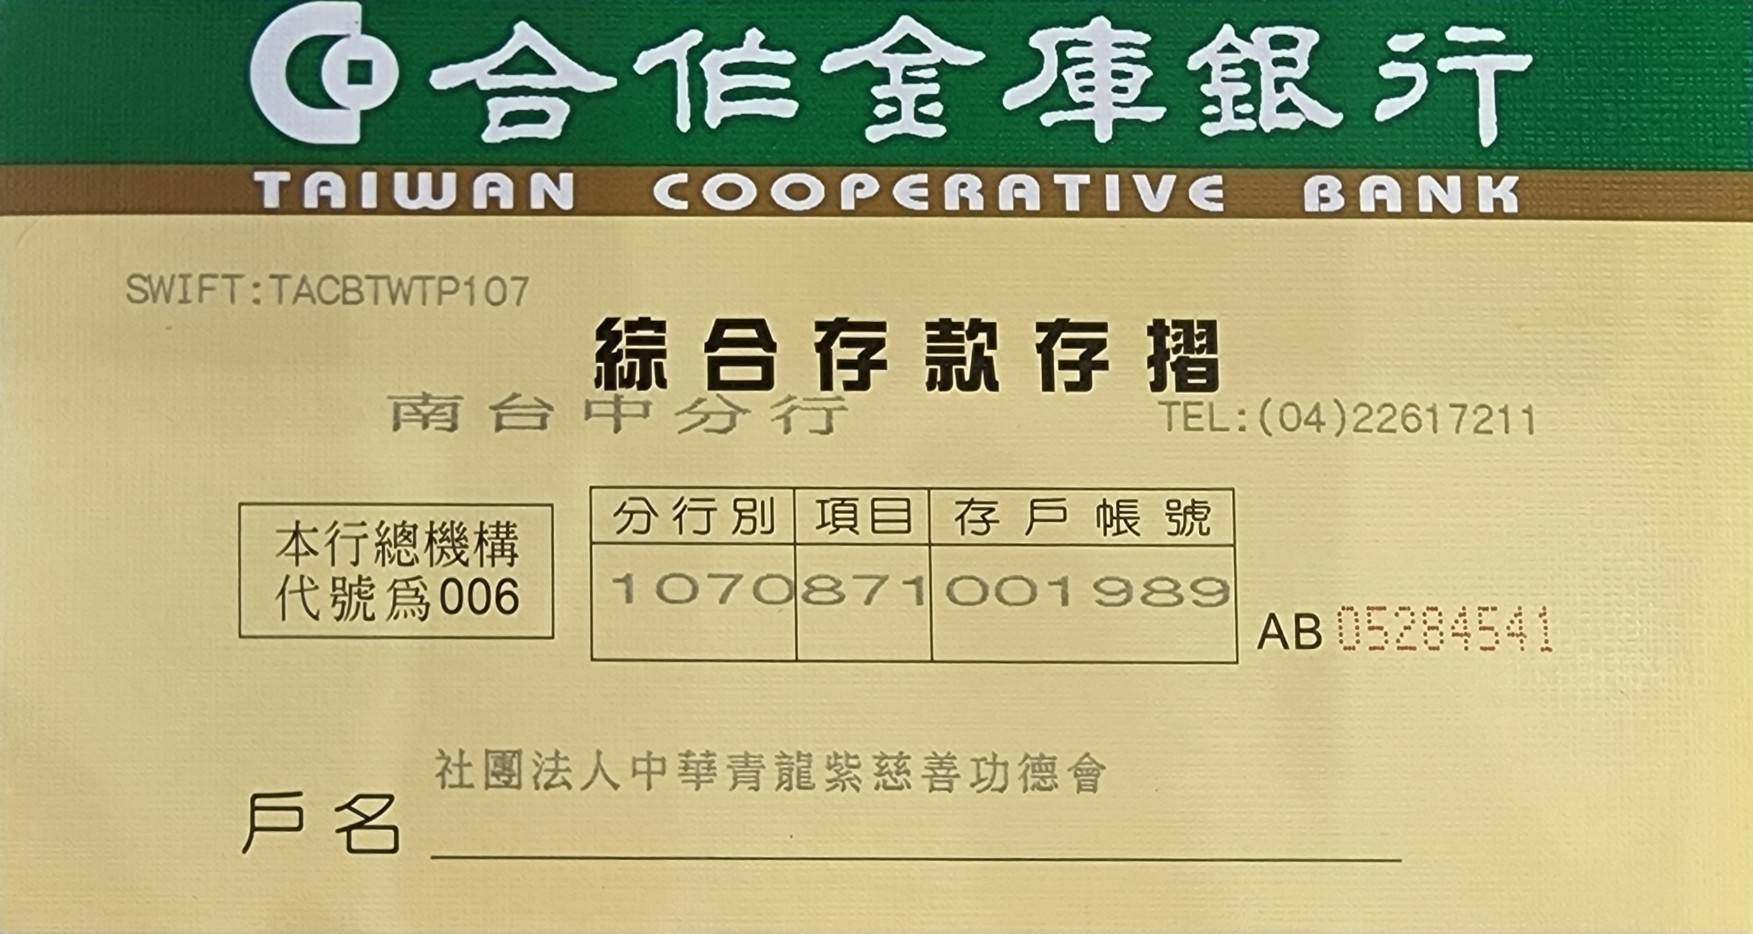 合作金庫銀行
TAIWAN COOPERATIVE BANK
SWIFT:TACBTWTP107
綜合存款存摺
南台中分行 TEL:(04)22617211
本行總機構
代號為006
分行別 項目 存戶帳號
1070 871 001989
AB 05284541
社團法人中華青龍紫慈善功德會
戶名